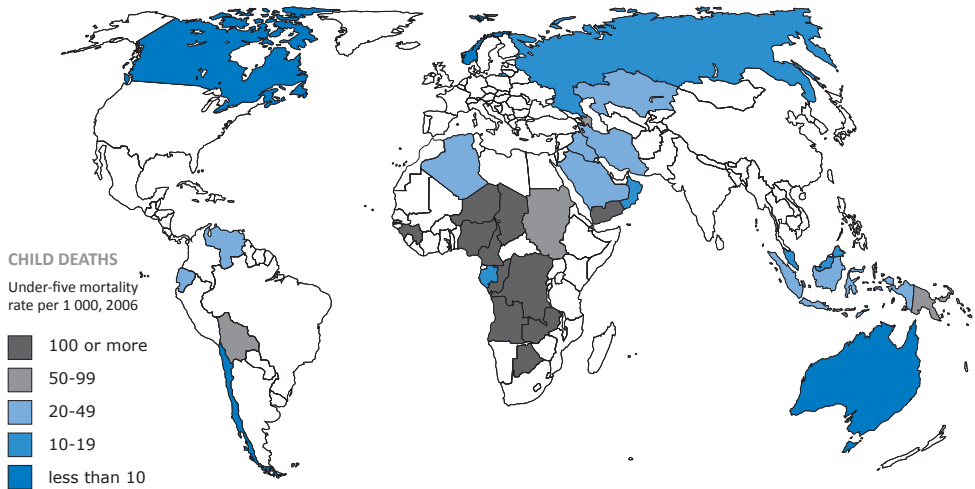 CHILD DEATHS
Under-five mortality
rate per 1 000, 2006
100 or more
50-99
20-49
10-19
less than 10